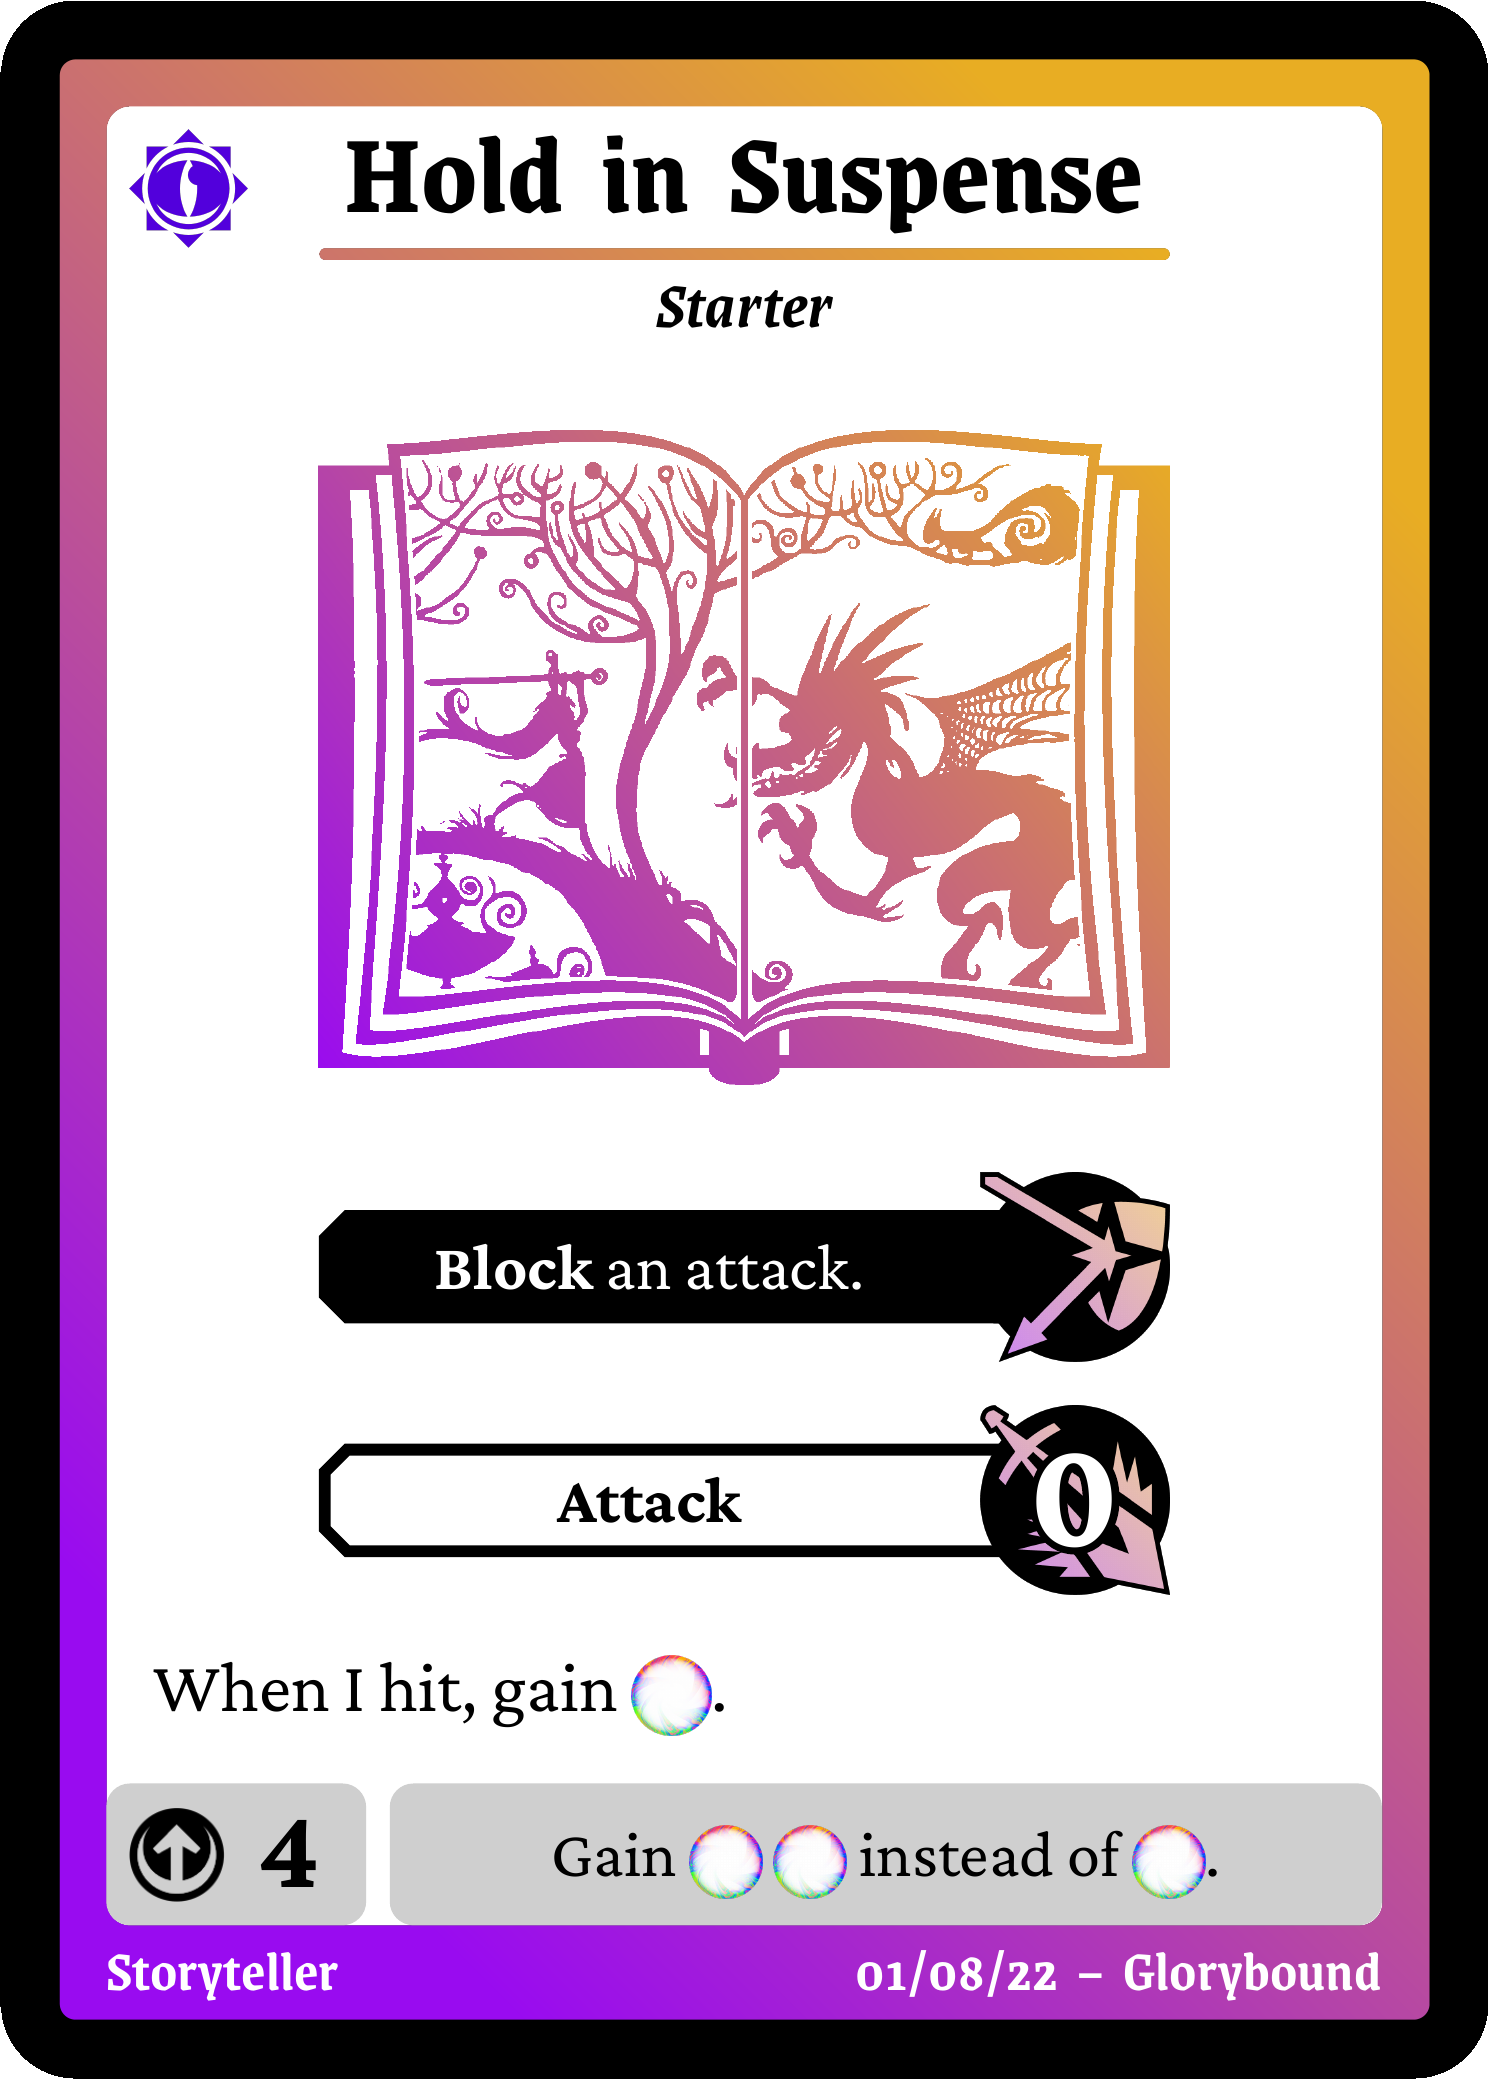 Hold in Suspense
Starter
Block an attack.
Attack
0
When I hit, gain .
4
Gain instead of .
Storyteller
01/08/22 – Glorybound